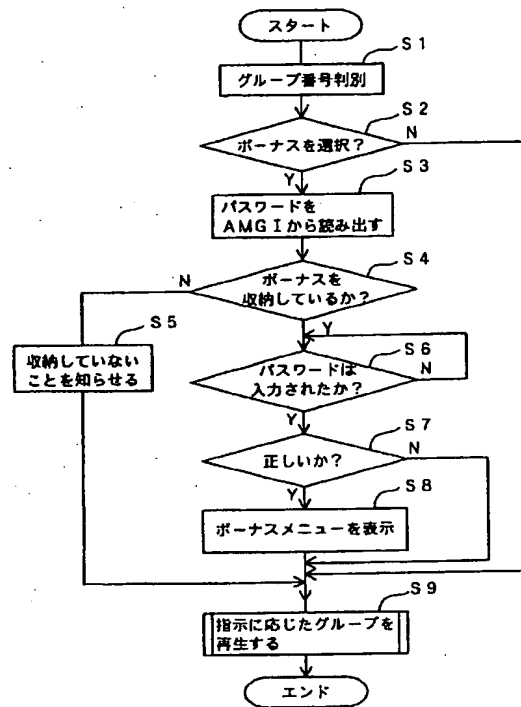 スタート
S1
グループ番号判別
S2
ボーナスを選択?
N
Y
S3
パスワードを
AMGIから読み出す
S4
N
ボーナスを
収納しているか?
S5
Y
収納していない
ことを知らせる
S6
パスワードは
入力されたか?
N
Y
S7
正しいか?
N
Y
S8
ボーナスメニューを表示
S9
指示に応じたグループを
再生する
エンド